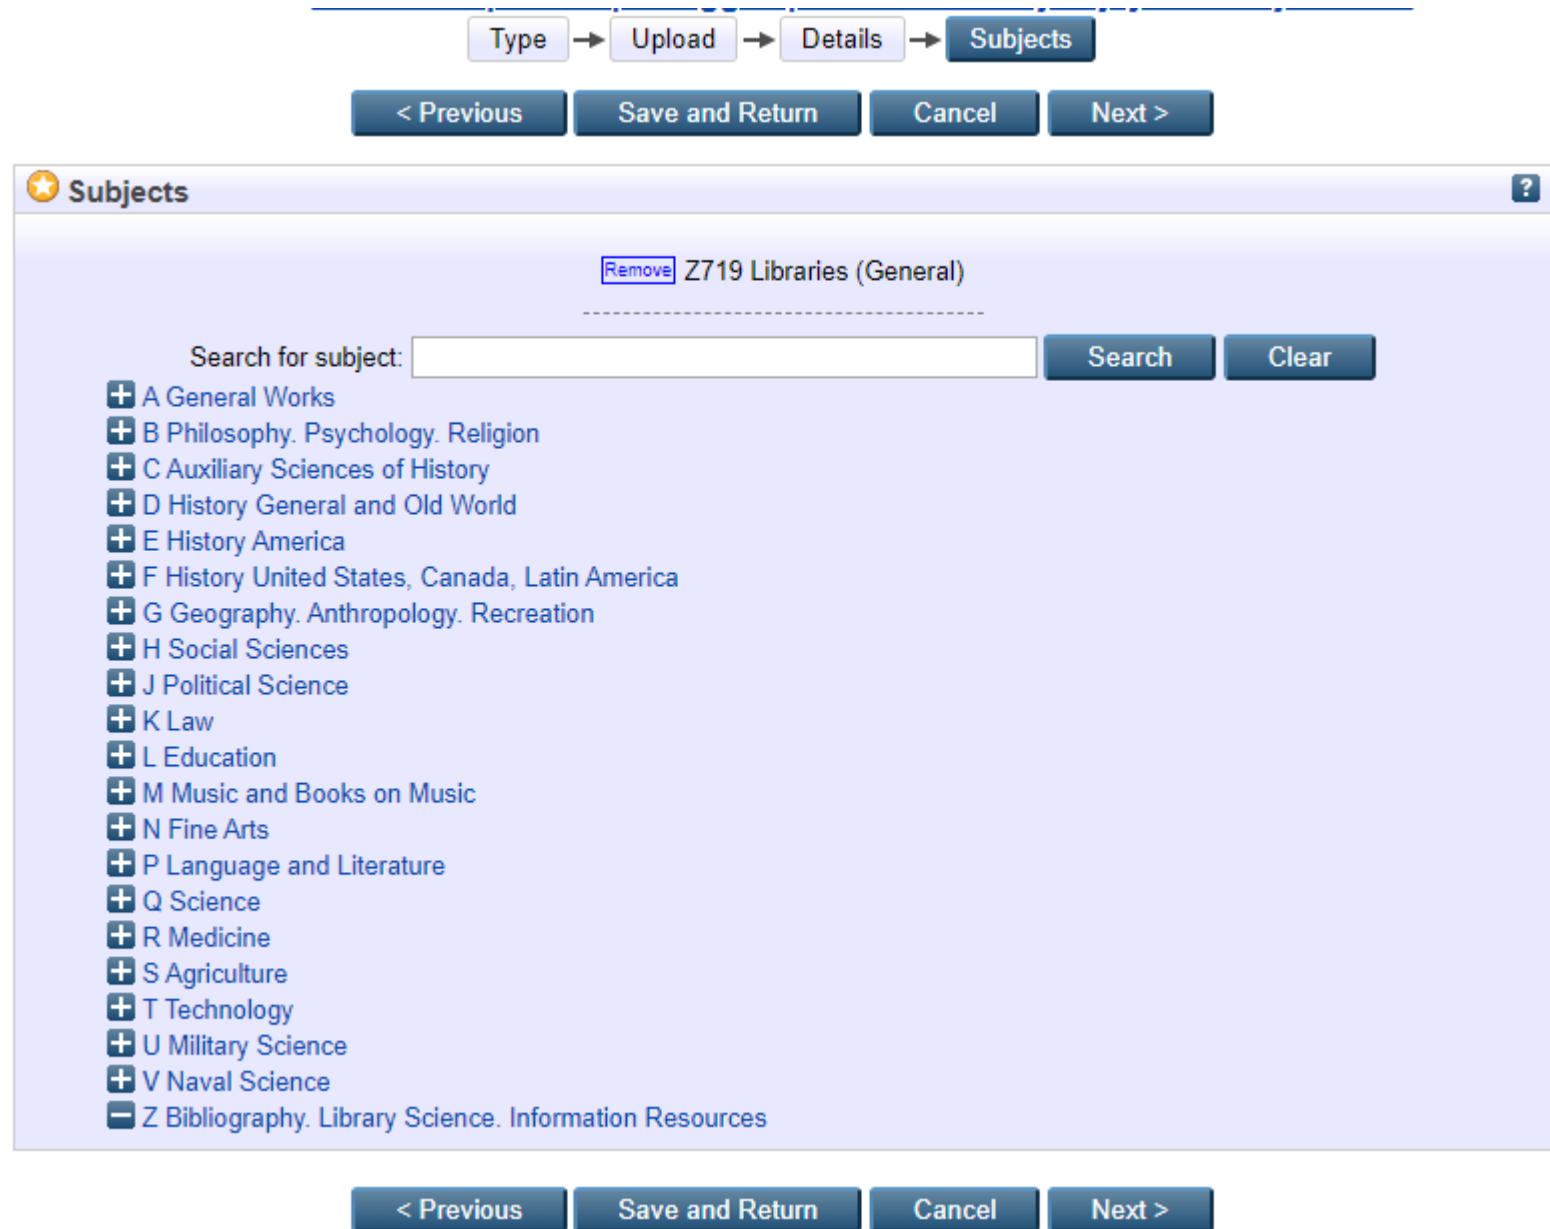 Type Upload Details Subjects
< Previous Save and Return Cancel Next >
Subjects ?
Remove Z719 Libraries (General)
Search for subject: Search Clear
A General Works
B Philosophy. Psychology. Religion
C Auxiliary Sciences of History
D History General and Old World
E History America
F History United States, Canada, Latin America
G Geography. Anthropology. Recreation
H Social Sciences
J Political Science
K Law
L Education
M Music and Books on Music
N Fine Arts
P Language and Literature
Q Science
R Medicine
S Agriculture
T Technology
U Military Science
V Naval Science
Z Bibliography. Library Science. Information Resources
< Previous Save and Return Cancel Next >